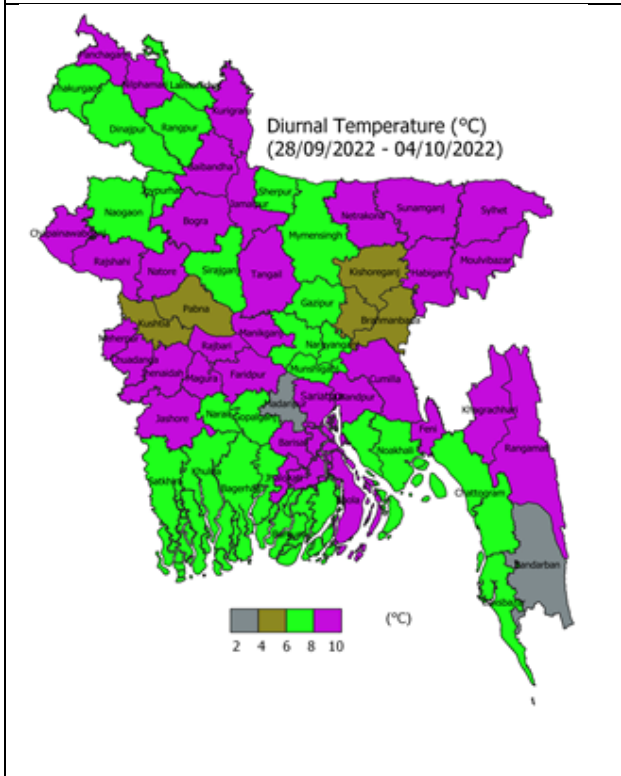 Panchagarh
Nilphamari
Lalmonirhat
Thakurgaon
Kurigram
Dinajpur
Rangpur
Diurnal Temperature (°C)
(28/09/2022 - 04/10/2022)
Gaibandha
Joypurhat
Sherpur
Naogaon
Jamalpur
Netrakona
Sunamganj
Sylhet
Bogra
Mymensingh
Chapainawabganj
Rajshahi
Natore
Sirajganj
Tangail
Kishoreganj
Habiganj
Moulvibazar
Pabna
Gazipur
Kushtia
Brahmanbaria
Meherpur
Rajbari
Manikganj
Narayanganj
Chuadanga
Jhenaidah
Magura
Faridpur
Munshiganj
Cumilla
Madaripur
Sariatpur
Chandpur
Khagrachhari
Jashore
Narail
Gopalganj
Feni
Barisal
Noakhali
Rangamati
Satkhira
Khulna
Bagerhat
Bhola
Chattogram
Bandarban
(°C)
2 4 6 8 10